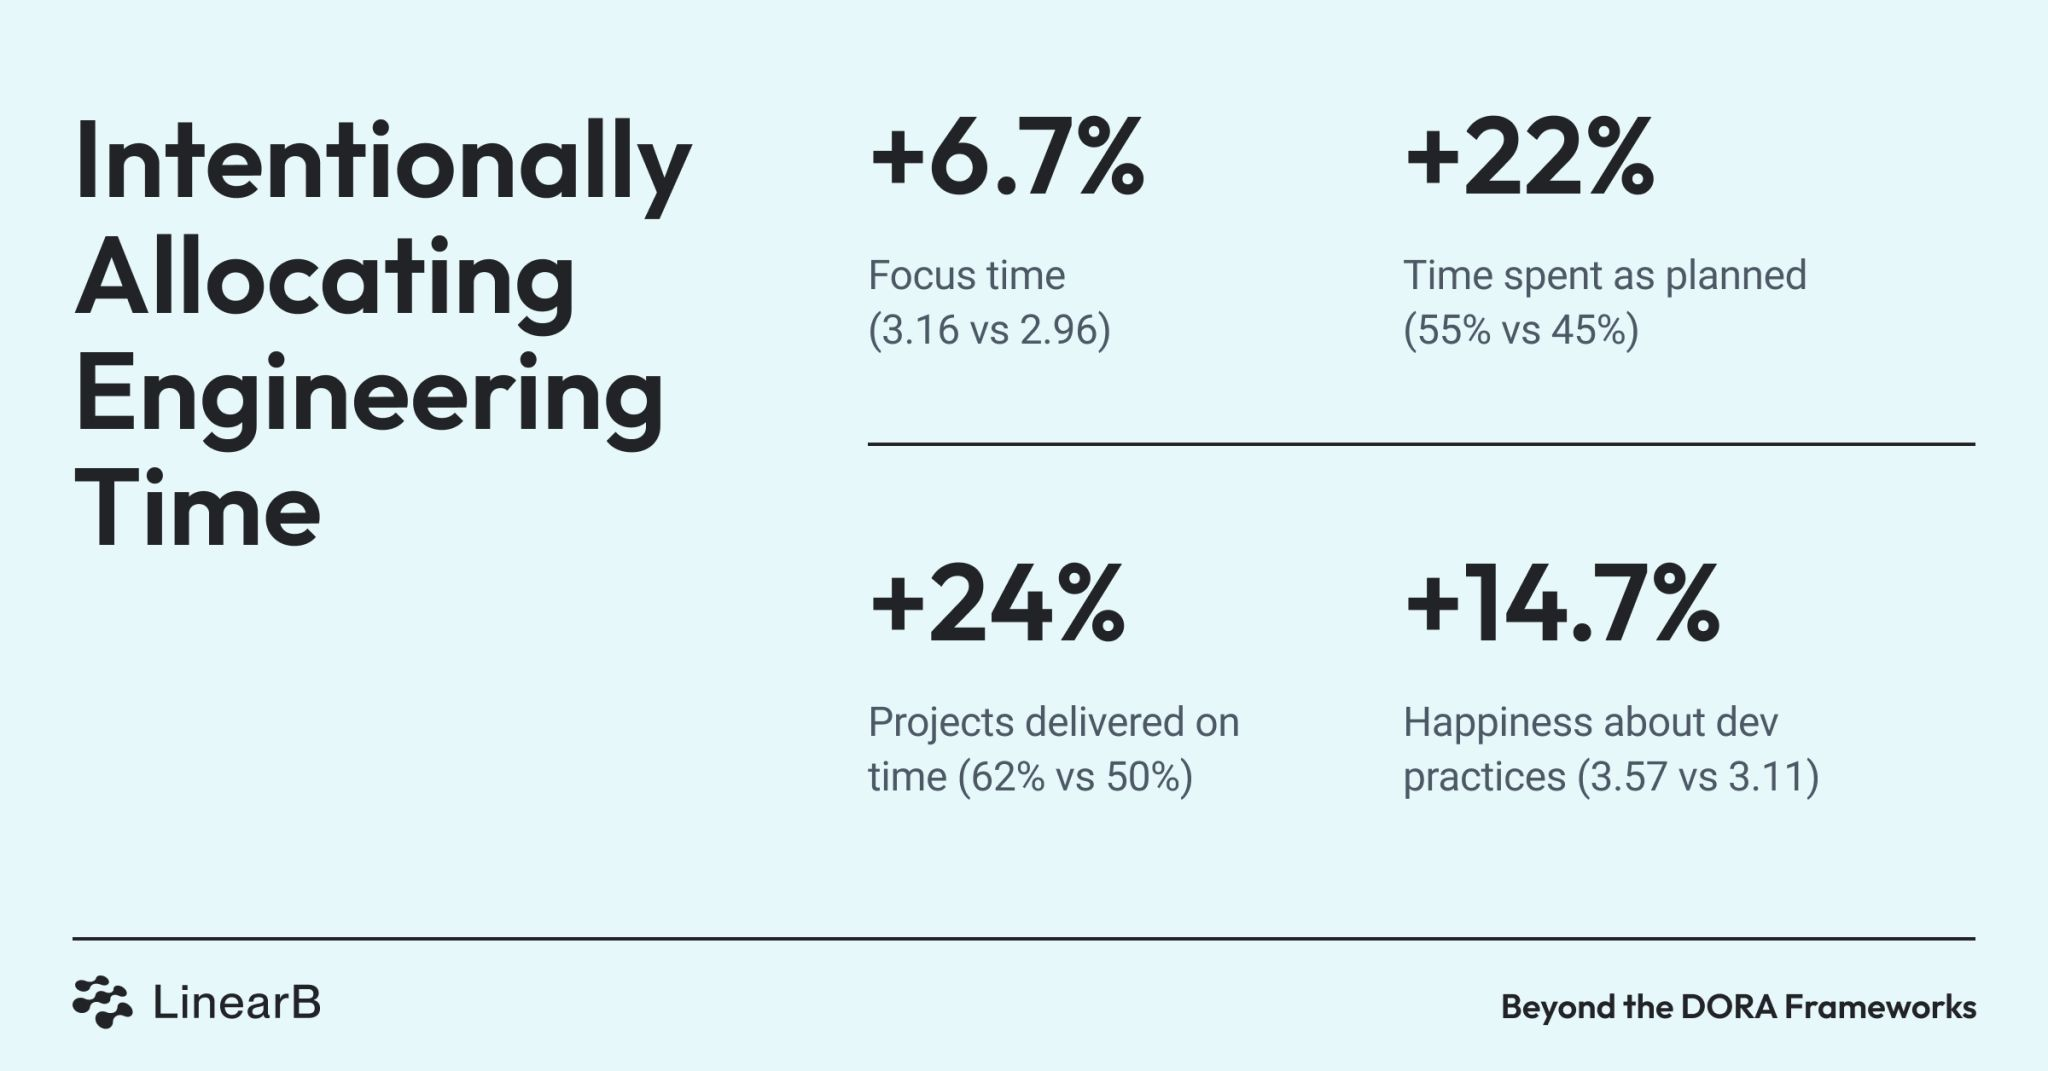 Intentionally
Allocating
Engineering
Time
+6.7%
Focus time
(3.16 vs 2.96)
+22%
Time spent as planned
(55% vs 45%)
+24%
Projects delivered on
time (62% vs 50%)
+14.7%
Happiness about dev
practices (3.57 vs 3.11)
LinearB
Beyond the DORA Frameworks